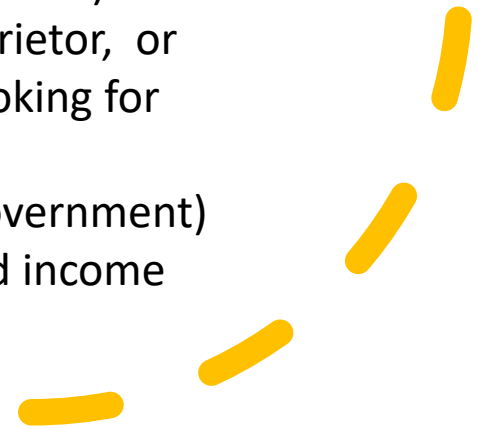 rietor, or
oking for
overnment)
d income